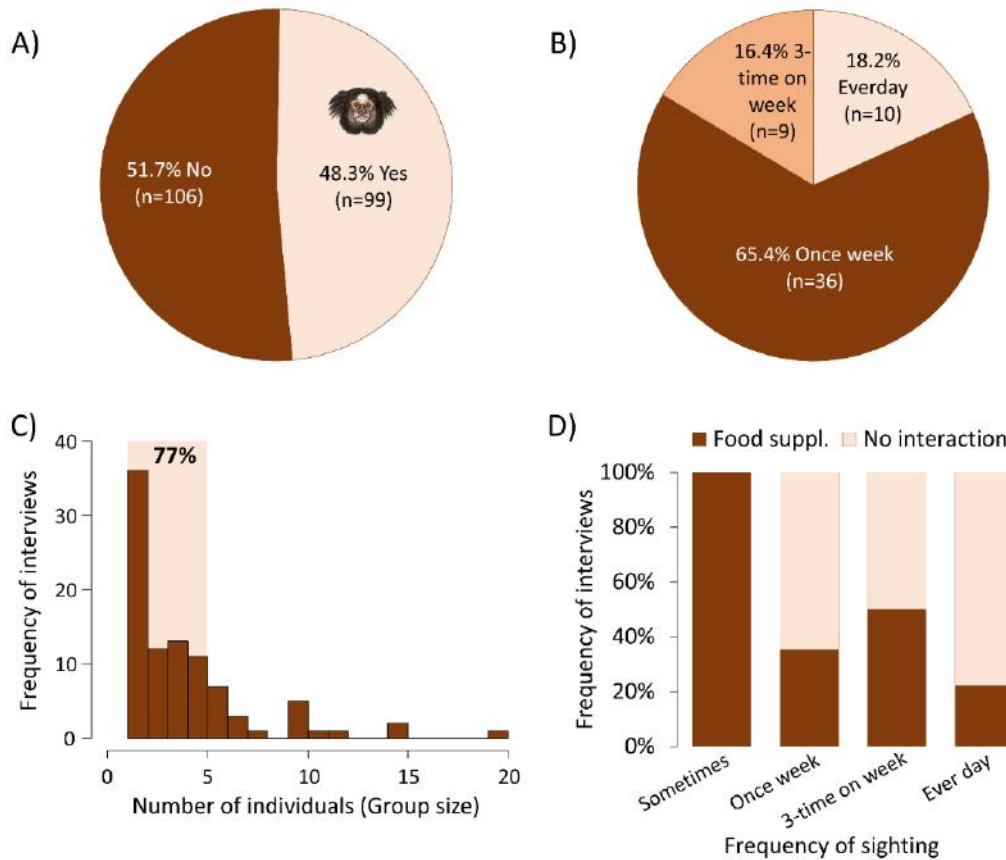 A)
51.7% No
(n=106)
48.3% Yes
(n=99)
B)
16.4% 3-
time on
week
(n=9)
18.2%
Everday
(n=10)
65.4% Once week
(n=36)
C)
77%
Frequency of interviews
40
30
20
10
0
0 5 10 15 20
Number of individuals (Group size)
D)
Food suppl. No interaction
Frequency of interviews
100%
80%
60%
40%
20%
0%
Sometimes
Once week
3-time on week
Ever day
Frequency of sighting